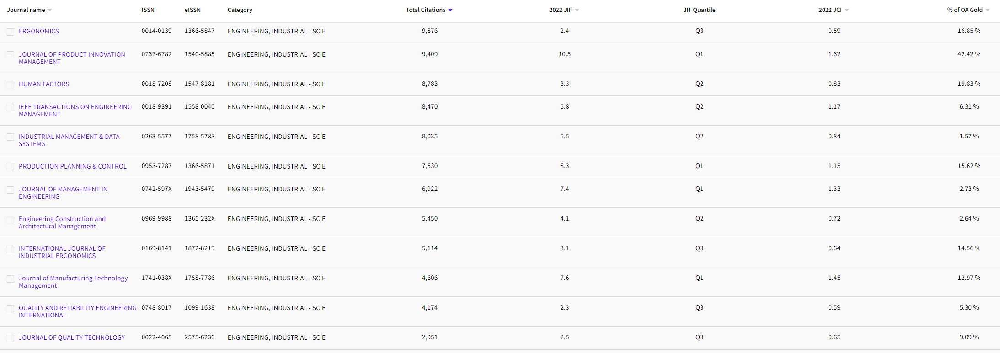 Journal name ISSN eISSN Category Total Citations 2022 JIF JIF Quartile 2022 JCI % of OA Gold
ERGONOMICS 0014-0139 1366-5847 ENGINEERING, INDUSTRIAL - SCIE 9,876 2.4 Q3 0.59 16.85 %
JOURNAL OF PRODUCT INNOVATION 0737-6782 1540-5885 ENGINEERING, INDUSTRIAL - SCIE 9,409 10.5 Q1 1.62 42.42 %
MANAGEMENT
HUMAN FACTORS 0018-7208 1547-8181 ENGINEERING, INDUSTRIAL - SCIE 8,783 3.3 Q2 0.83 19.83 %
IEEE TRANSACTIONS ON ENGINEERING 0018-9391 1558-0040 ENGINEERING, INDUSTRIAL - SCIE 8,470 5.8 Q2 1.17 6.31 %
MANAGEMENT
INDUSTRIAL MANAGEMENT & DATA 0263-5577 1758-5783 ENGINEERING, INDUSTRIAL - SCIE 8,035 5.5 Q2 0.84 1.57 %
SYSTEMS
PRODUCTION PLANNING & CONTROL 0953-7287 1366-5871 ENGINEERING, INDUSTRIAL - SCIE 7,530 8.3 Q1 1.15 15.62 %
JOURNAL OF MANAGEMENT IN 0742-597X 1943-5479 ENGINEERING, INDUSTRIAL - SCIE 6,922 7.4 Q1 1.33 2.73 %
ENGINEERING
Engineering Construction and 0969-9988 1365-232X ENGINEERING, INDUSTRIAL - SCIE 5,450 4.1 Q2 0.72 2.64 %
Architectural Management
INTERNATIONAL JOURNAL OF 0169-8141 1872-8219 ENGINEERING, INDUSTRIAL - SCIE 5,114 3.1 Q3 0.64 14.56 %
INDUSTRIAL ERGONOMICS
Journal of Manufacturing Technology 1741-038X 1758-7786 ENGINEERING, INDUSTRIAL - SCIE 4,606 7.6 Q1 1.45 12.97 %
Management
QUALITY AND RELIABILITY ENGINEERING 0748-8017 1099-1638 ENGINEERING, INDUSTRIAL - SCIE 4,174 2.3 Q3 0.59 5.30 %
INTERNATIONAL
JOURNAL OF QUALITY TECHNOLOGY 0022-4065 2575-6230 ENGINEERING, INDUSTRIAL - SCIE 2,951 2.5 Q3 0.65 9.09 %